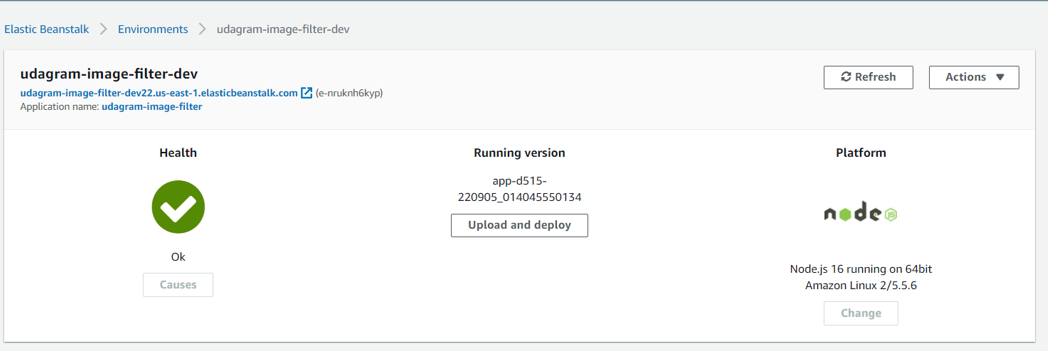 Elastic Beanstalk > Environments > udagram-image-filter-dev
udagram-image-filter-dev
Refresh
Actions
udagram-image-filter-dev22.us-east-1.elasticbeanstalk.com (e-nruknh6kyp)
Application name: udagram-image-filter
Health
Running version
Platform
app-d515-
220905_014045550134
Upload and deploy
node
JS
Ok
Causes
Node.js 16 running on 64bit
Amazon Linux 2/5.5.6
Change